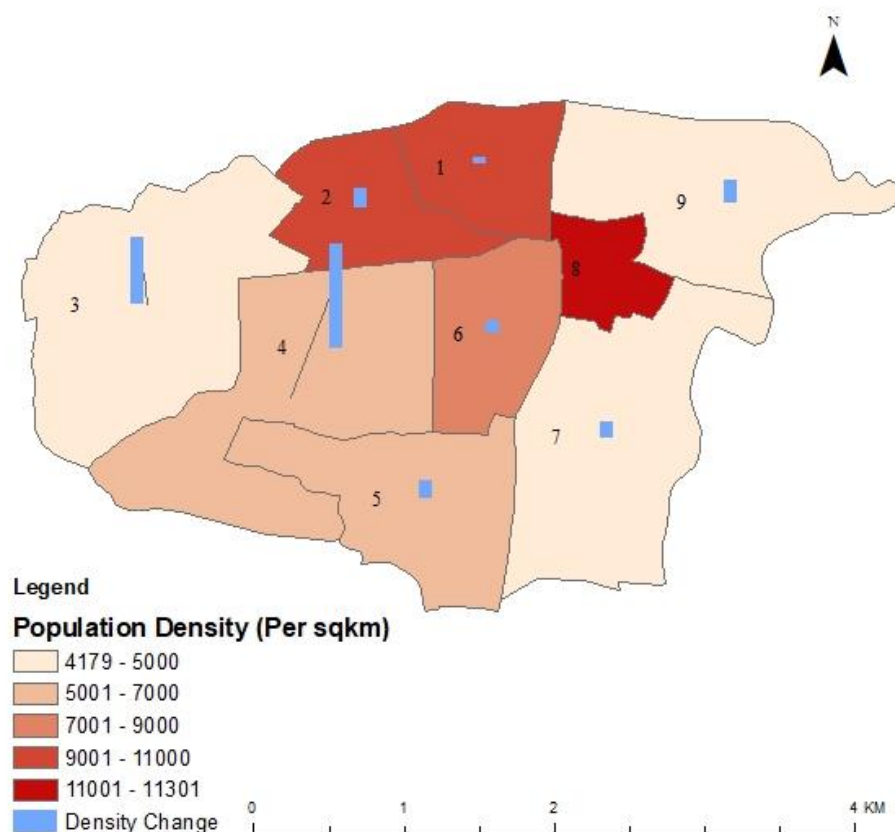 N
1
2
9
8
3
4
6
7
5
Legend
Population Density (Per sqkm)
4179 - 5000
5001 - 7000
7001 - 9000
9001 - 11000
11001 - 11301
Density Change
0 1 2 4 KM